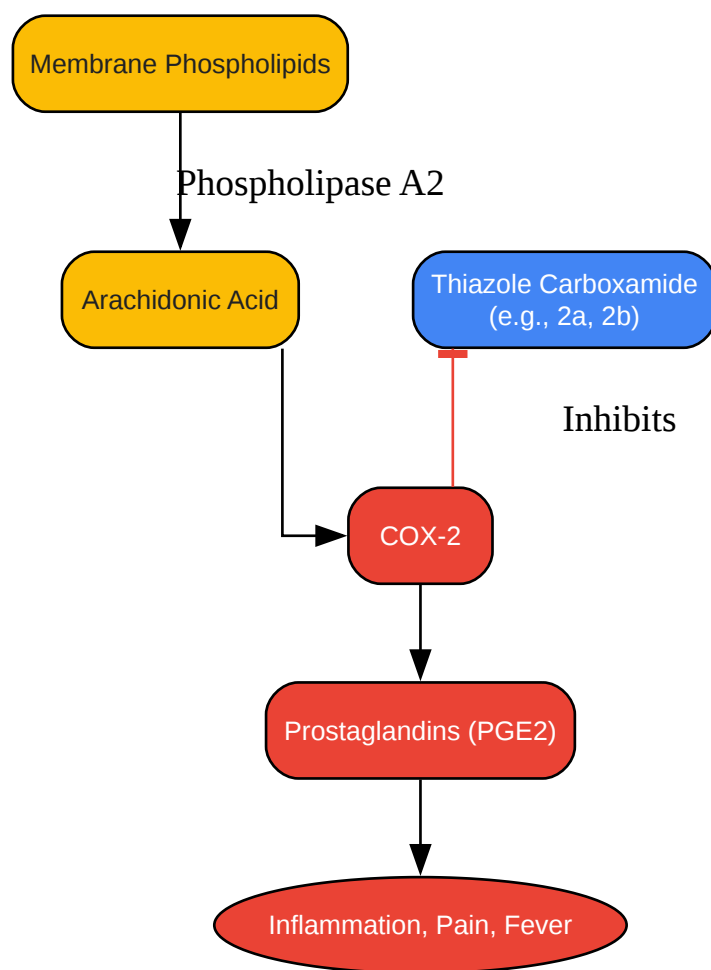 Membrane Phospholipids
Phospholipase A2
Arachidonic Acid
Thiazole Carboxamide
(e.g., 2a, 2b)
Inhibits
COX-2
Prostaglandins (PGE2)
Inflammation, Pain, Fever